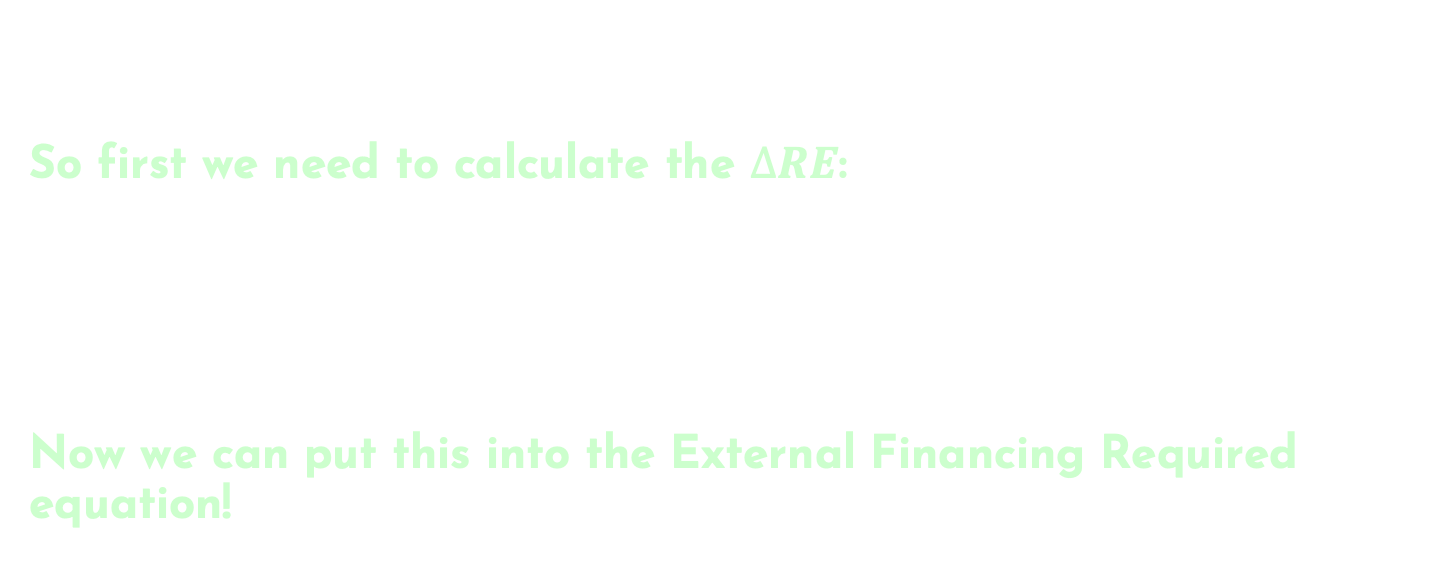 So first we need to calculate the Δ𝑹𝑬:
Now we can put this into the External Financing Required
equation!